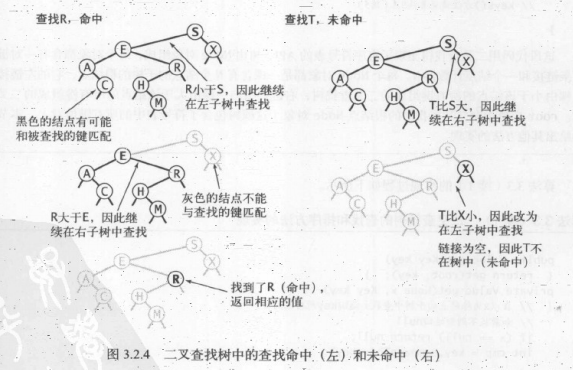 查找R，命中
S
E
X
A
R
C
H
M
R小于S，因此继续
在左子树中查找
黑色的结点有可能
和被查找的键匹配
S
E
X
A
R
C
H
M
灰色的结点不能
与查找的键匹配
R大于E，因此继
续在右子树中查找
S
E
X
A
R
C
H
M
找到了R（命中），
返回相应的值
查找T，未命中
S
E
X
A
R
C
H
M
T比S大，因此继
续在右子树中查找
S
E
X
A
R
C
H
M
T比X小，因此改为
在左子树中查找
链接为空，因此T不
在树中（未命中）
图 3.2.4 二叉查找树中的查找命中（左）和未命中（右）